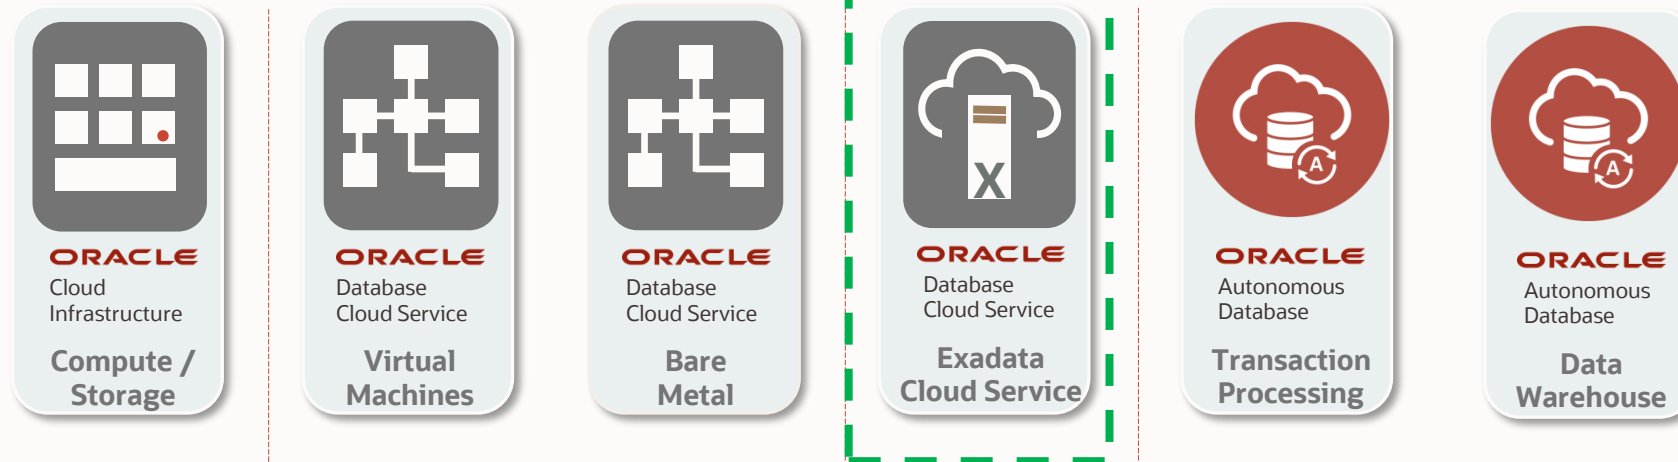 ORACLE
Cloud
Infrastructure
Compute /
Storage
ORACLE
Database
Cloud Service
Virtual
Machines
ORACLE
Database
Cloud Service
Bare
Metal
X
ORACLE
Database
Cloud Service
Exadata
Cloud Service
A
ORACLE
Autonomous
Database
Transaction
Processing
A
ORACLE
Autonomous
Database
Data
Warehouse